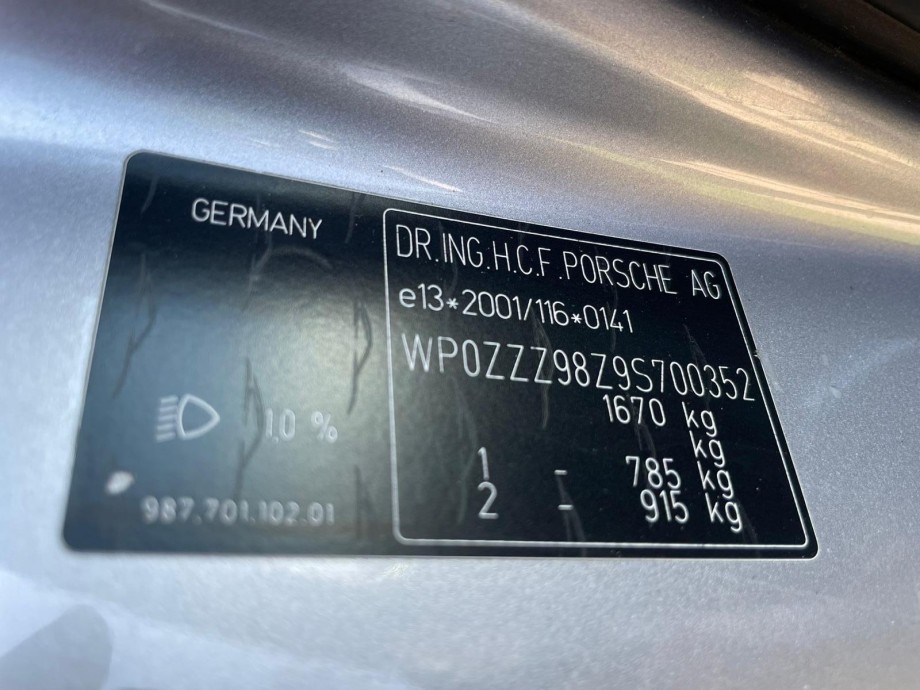 GERMANY
1,0 %
987.701.102.01
DR.ING.H.C.F.PORSCHE AG
e13*2001/116*0141
WP0ZZZ98Z9S700352
1670 kg
kg
1 - 785 kg
2 - 915 kg